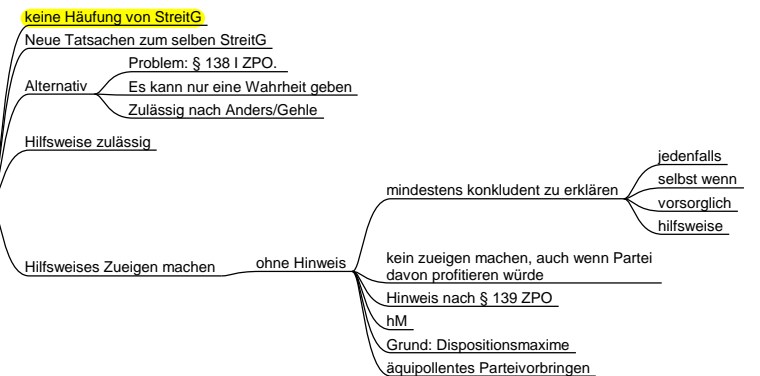 keine Häufung von StreitG
Neue Tatsachen zum selben StreitG
Alternativ
Problem: § 138 I ZPO.
Es kann nur eine Wahrheit geben
Zulässig nach Anders/Gehle
Hilfsweise zulässig
Hilfsweises Zueigen machen
ohne Hinweis
mindestens konkludent zu erklären
jedenfalls
selbst wenn
vorsorglich
hilfsweise
kein zueigen machen, auch wenn Partei
davon profitieren würde
Hinweis nach § 139 ZPO
hM
Grund: Dispositionsmaxime
äquipollentes Parteivorbringen